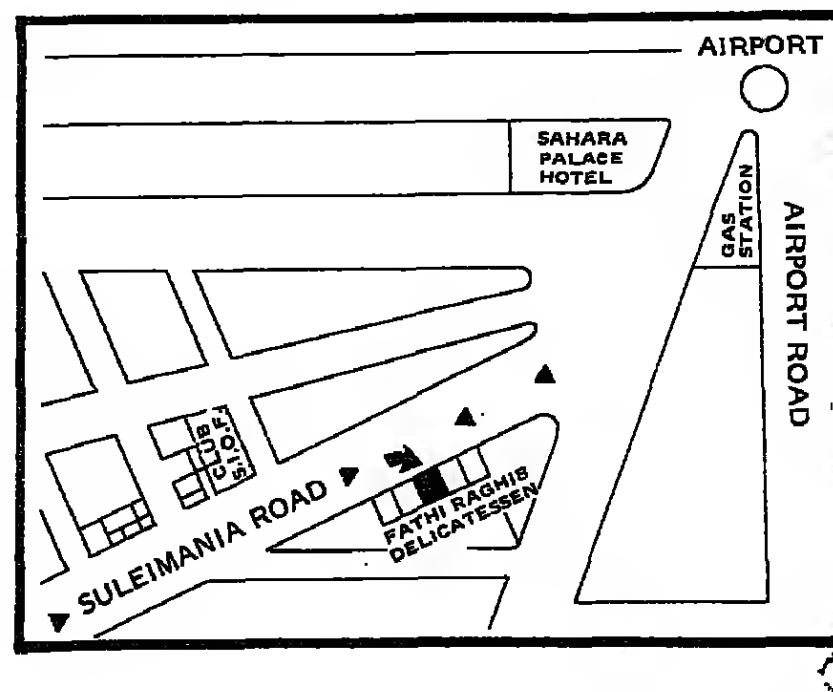 AIRPORT
SAHARA
PALACE
HOTEL
GAS
STATION
AIRPORT ROAD
CLUB
S.I.O.F.
SULEIMANIA ROAD
FATHI RAGHIB
DELICATESSEN